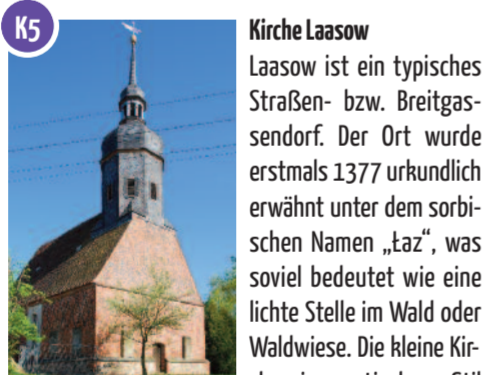 K5
Kirche Laasow
Laasow ist ein typisches
Straßen- bzw. Breitgas-
sendorf. Der Ort wurde
erstmals 1377 urkundlich
erwähnt unter dem sorbi-
schen Namen „Łaz“, was
soviel bedeutet wie eine
lichte Stelle im Wald oder
Waldwiese. Die kleine Kir-